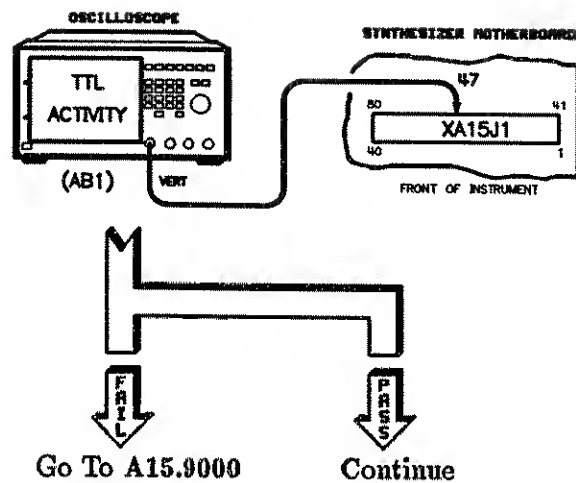 OSCILLOSCOPE
SYNTHESIZER MOTHERBOARD
TTL
ACTIVITY
47
80
41
XA15J1
40
1
(AB1)
VERT
FRONT OF INSTRUMENT
FAIL
PASS
Go To A15.9000
Continue